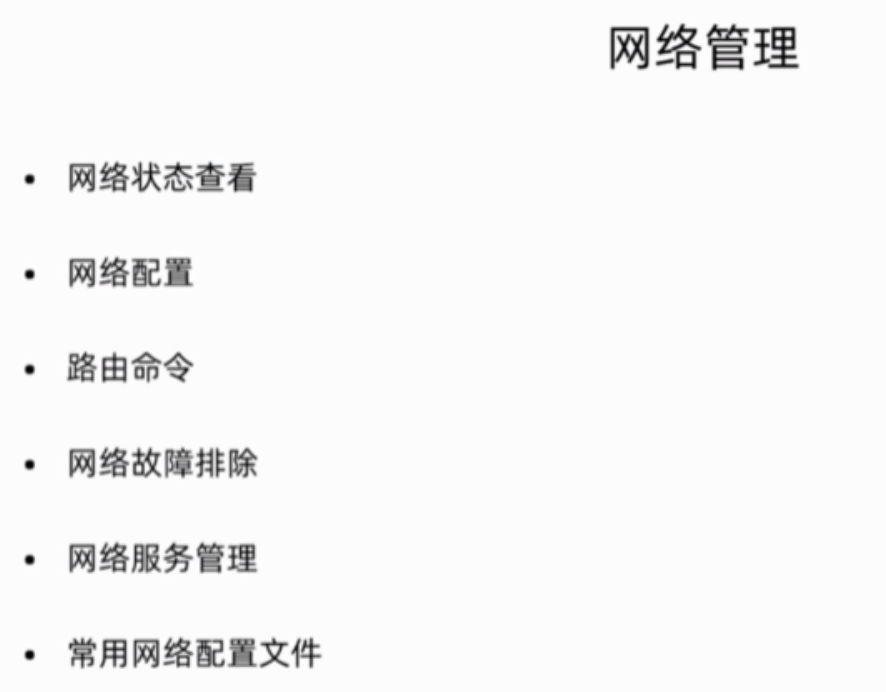 网络管理
• 网络状态查看
• 网络配置
• 路由命令
• 网络故障排除
• 网络服务管理
• 常用网络配置文件